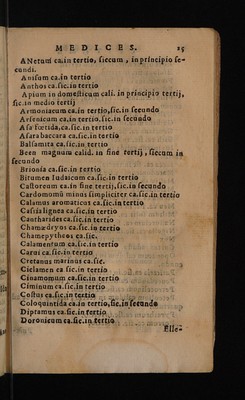 MEDICES. 25
ANetum ca.in tertio, siccum, in principio se-
cundi.
Anisum ca.in tertio
Anthos ca.sic.in tertio
Apium in domesticum cali. in principio tertij,
sic.in medio tertij
Armoniacum ca.in tertio,sic.in secundo
Arsenicum ca.in tertio,sic.in secundo
Asa fœtida,ca.sic.in tertio
Asara baccara ca.sic.in tertio
Balsamita ca.sic.in tertio
Been magnum calid. in fine tertij, siccum in
secundo
Brionia ca.sic.in tertio
Bitumen Iudaicum ca.sic.in tertio
Castoreum ca.in fine tertij,sic.in secundo
Cardomomũ minus simpliciter ca.sic.in tertio
Calamus aromaticus ca.sic.in tertio
Cassia lignea ca.sic.in tertio
Cantharides ca.sic.in tertio
Chamædryos ca.sic.in tertio
Chamepytheos ca.sic.
Calamentum ca.sic.in tertio
Carui ca.sic.in tertio
Cretanus marinus ca.sic.
Ciclamen ca sic.in tertio
Cinamomum ca.sic.in tertio
Ciminum ca.sic.in tertio
Costus ca.sic.in tertio
Coloquintida ca.in tertio,sic.in secundo
Diptamus ca.sic.in tertio
Doronicum ca.sic.in tertio
Elle-